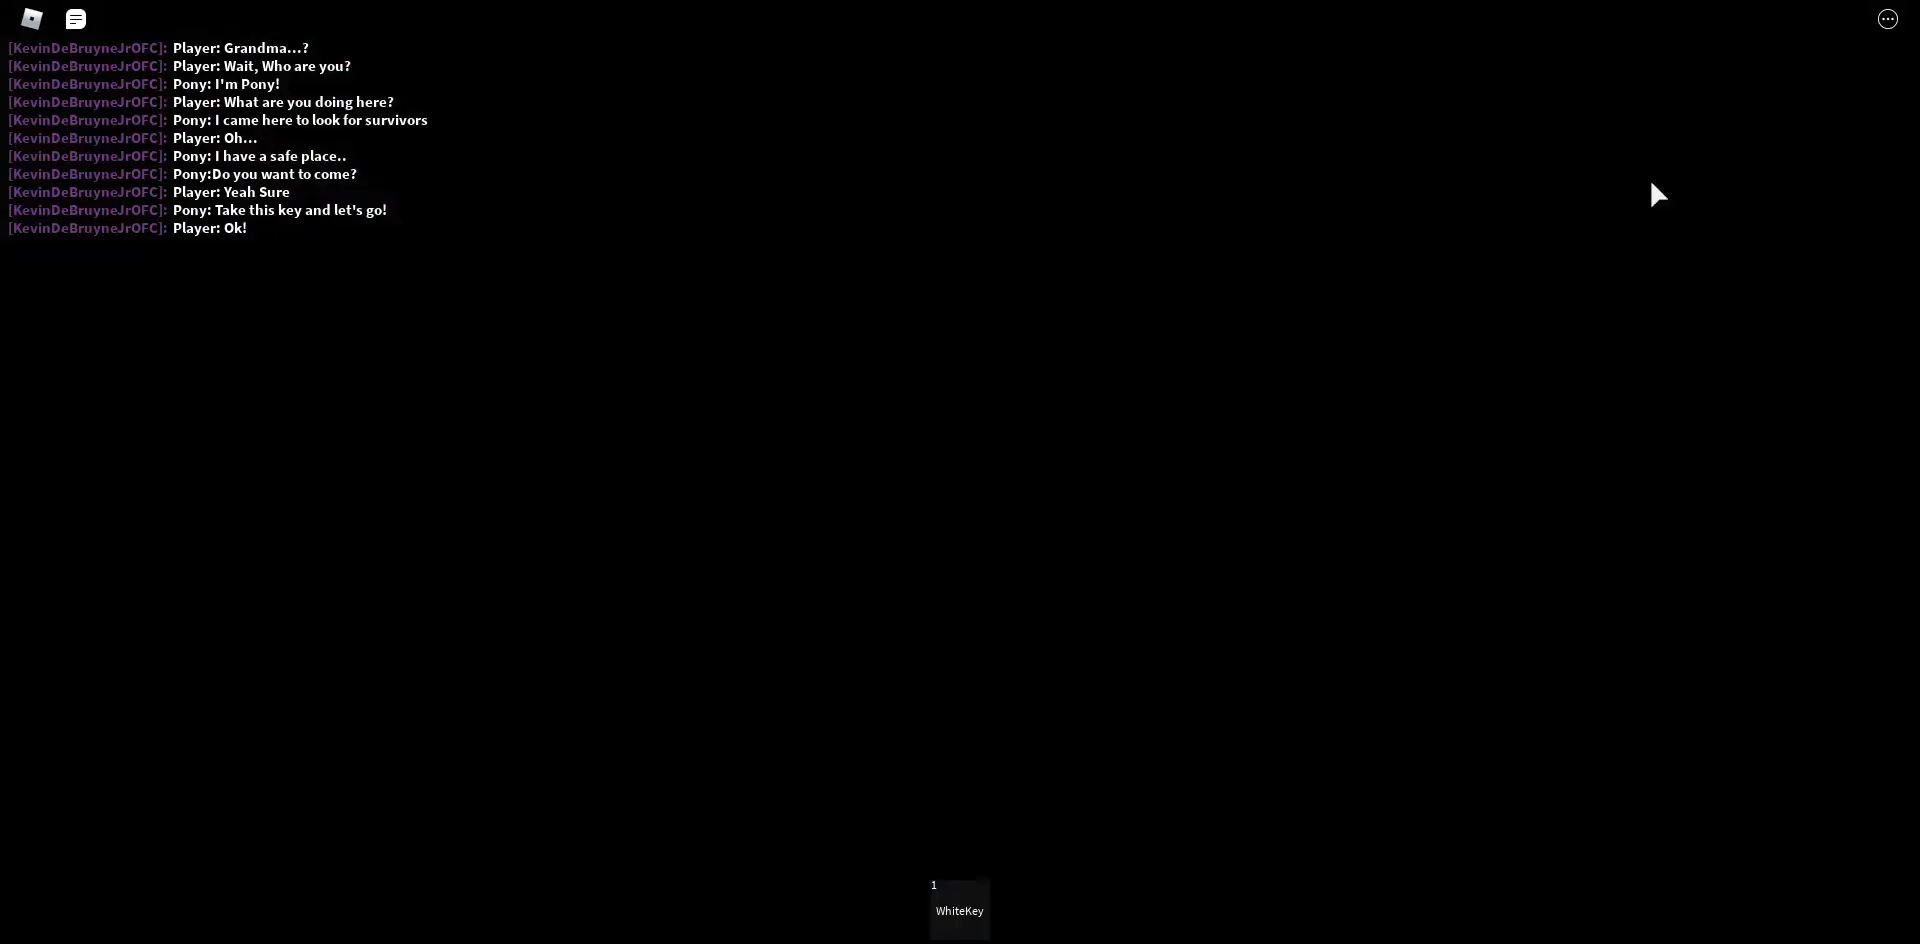 [KevinDeBruyneJrOFC]: Player: Grandma...?
[KevinDeBruyneJrOFC]: Player: Wait, Who are you?
[KevinDeBruyneJrOFC]: Pony: I'm Pony!
[KevinDeBruyneJrOFC]: Player: What are you doing here?
[KevinDeBruyneJrOFC]: Pony: I came here to look for survivors
[KevinDeBruyneJrOFC]: Player: Oh...
[KevinDeBruyneJrOFC]: Pony: I have a safe place..
[KevinDeBruyneJrOFC]: Pony:Do you want to come?
[KevinDeBruyneJrOFC]: Player: Yeah Sure
[KevinDeBruyneJrOFC]: Pony: Take this key and let's go!
[KevinDeBruyneJrOFC]: Player: Ok!
1
WhiteKey